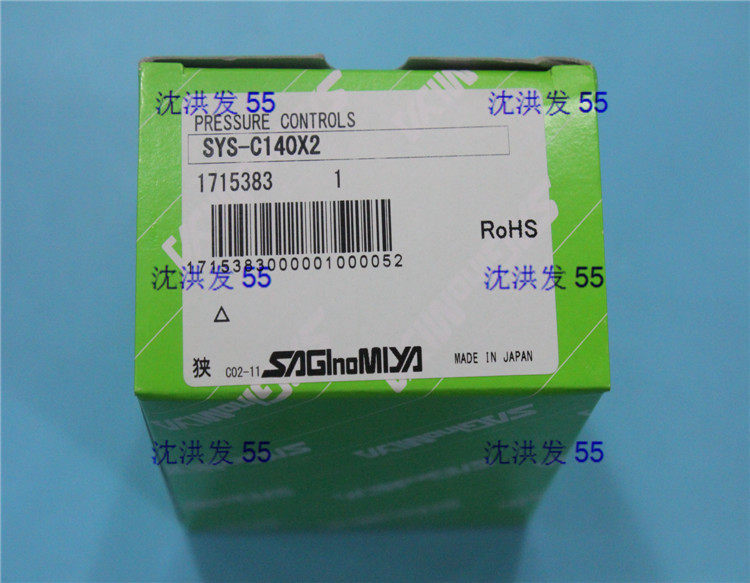 沈洪发 55 沈洪发 55
PRESSURE CONTROLS
SYS-C140X2
1715383 1
RoHS
1715383000001000052
沈洪发 55 沈洪发 55
△
狭 C02-11 SAGInoMIYA MADE IN JAPAN
SAGInoMIYA
沈洪发 55 沈洪发 55